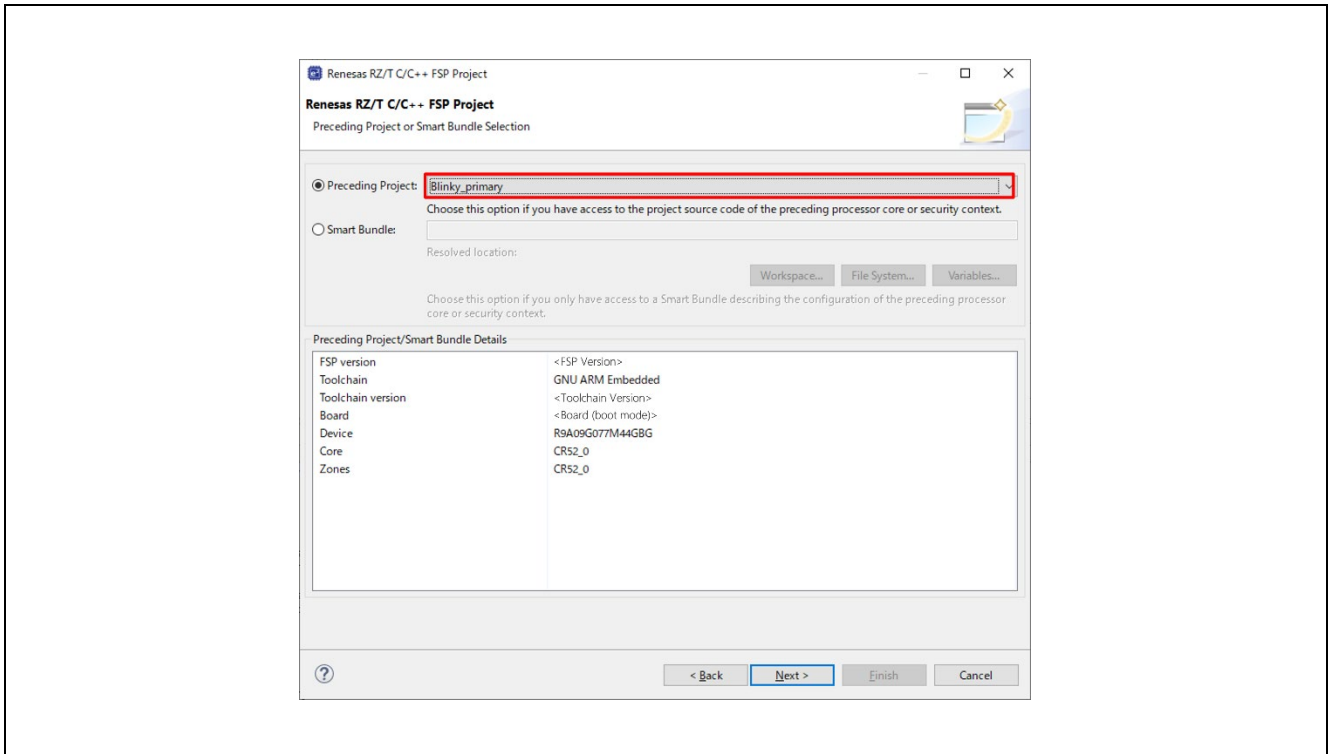 Renesas RZ/T C/C++ FSP Project
Renesas RZ/T C/C++ FSP Project
Preceding Project or Smart Bundle Selection
Preceding Project: Blinky_primary
Choose this option if you have access to the project source code of the preceding processor core or security context.
Smart Bundle:
Resolved location:
Workspace... File System... Variables...
Choose this option if you only have access to a Smart Bundle describing the configuration of the preceding processor
core or security context.
Preceding Project/Smart Bundle Details
FSP version <FSP Version>
Toolchain GNU ARM Embedded
Toolchain version <Toolchain Version>
Board <Board (boot mode)>
Device R9A09G077M44GBG
Core CR52_0
Zones CR52_0
? < Back Next > Finish Cancel